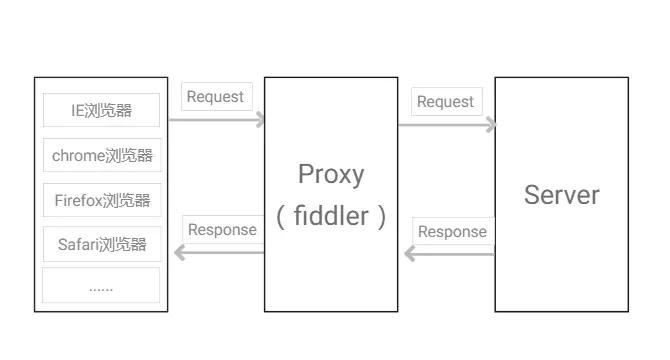 IE浏览器
chrome浏览器
Firefox浏览器
Safari浏览器
......
Request
Response
Proxy
( fiddler )
Request
Response
Server